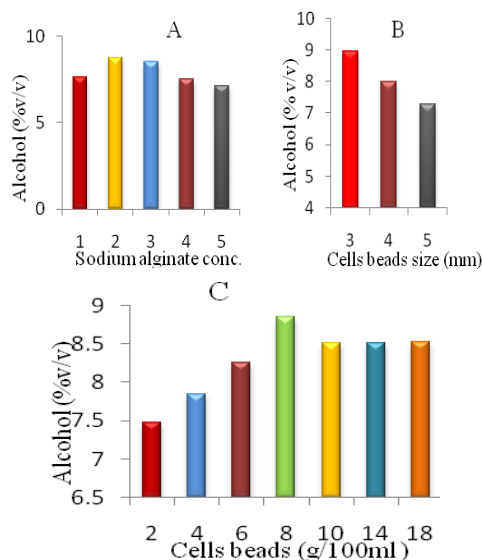 A
Alcohol (%v/v)
10
5
0
1 2 3 4 5
Sodium alginate conc.
B
Alcohol (% v/v)
10
9
8
7
6
5
4
3 4 5
Cells beads size (mm)
C
Alcohol (%v/v)
9
8.5
8
7.5
7
6.5
2 4 6 8 10 14 18
Cells beads (g/100ml)